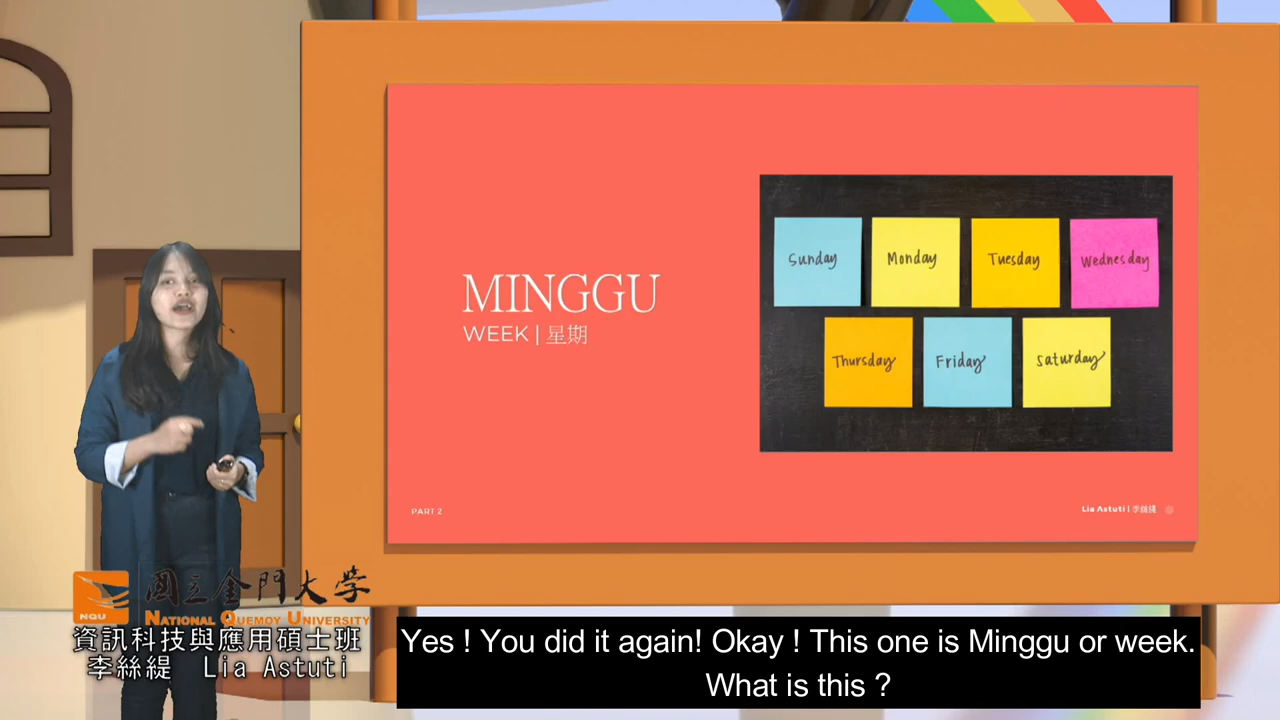 MINGGU
WEEK | 星期
Sunday
Monday
Tuesday
Wednesday
Thursday
Friday
Saturday
PART 2
Lia Astuti | 李絲緹
NQU
國立金門大學
NATIONAL QUEMOY UNIVERSITY
資訊科技與應用碩士班
李絲緹 Lia Astuti
Yes ! You did it again! Okay ! This one is Minggu or week.
What is this ?